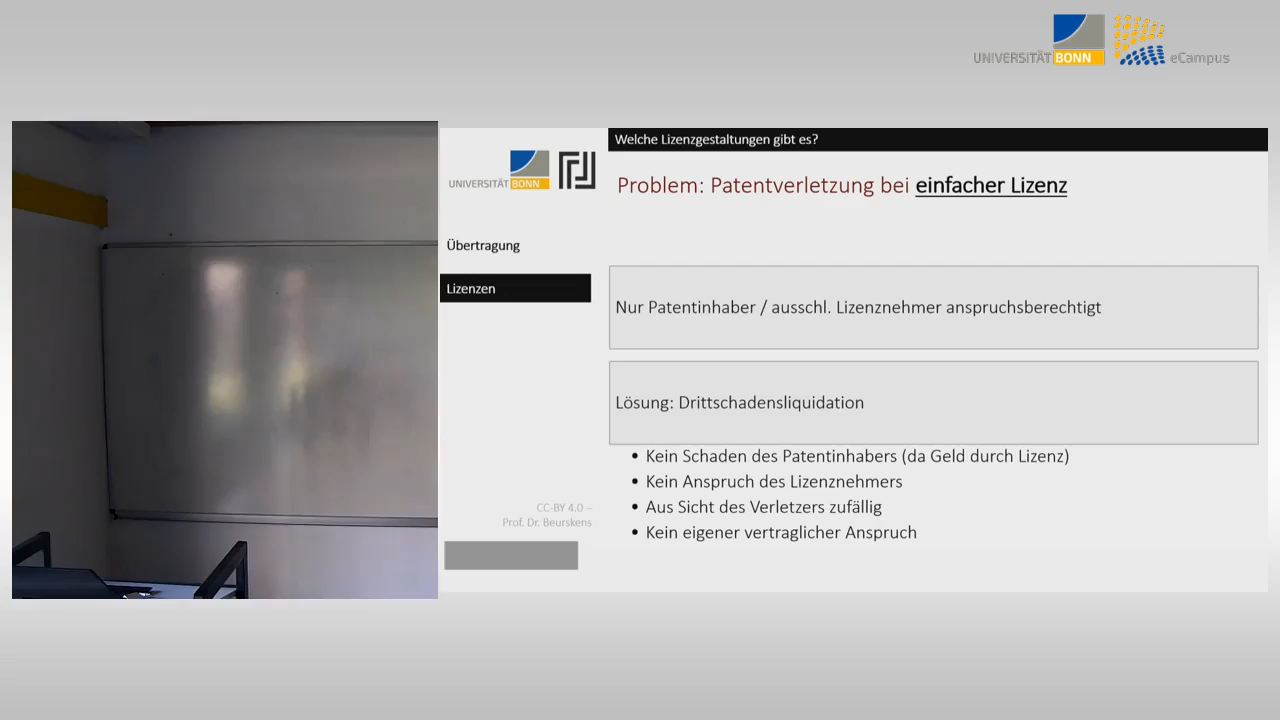 UNIVERSITÄT BONN
eCampus
Welche Lizenzgestaltungen gibt es?
UNIVERSITÄT BONN
Problem: Patentverletzung bei einfacher Lizenz
Übertragung
Lizenzen
Nur Patentinhaber / ausschl. Lizenznehmer anspruchsberechtigt
Lösung: Drittschadensliquidation
• Kein Schaden des Patentinhabers (da Geld durch Lizenz)
• Kein Anspruch des Lizenznehmers
• Aus Sicht des Verletzers zufällig
• Kein eigener vertraglicher Anspruch
CC-BY 4.0 –
Prof. Dr. Beurskens